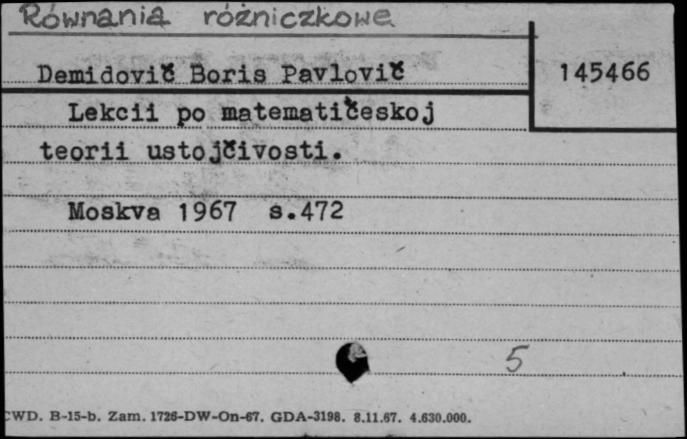 Równania różniczkowe
Demidovič Boris Pavlovič
145466
Lekcii po matematičeskoj
teorii ustojčivosti.
Moskva 1967 s.472
5
CWD. B-15-b. Zam. 1726-DW-On-67. GDA-3198. 8.11.67. 4.630.000.